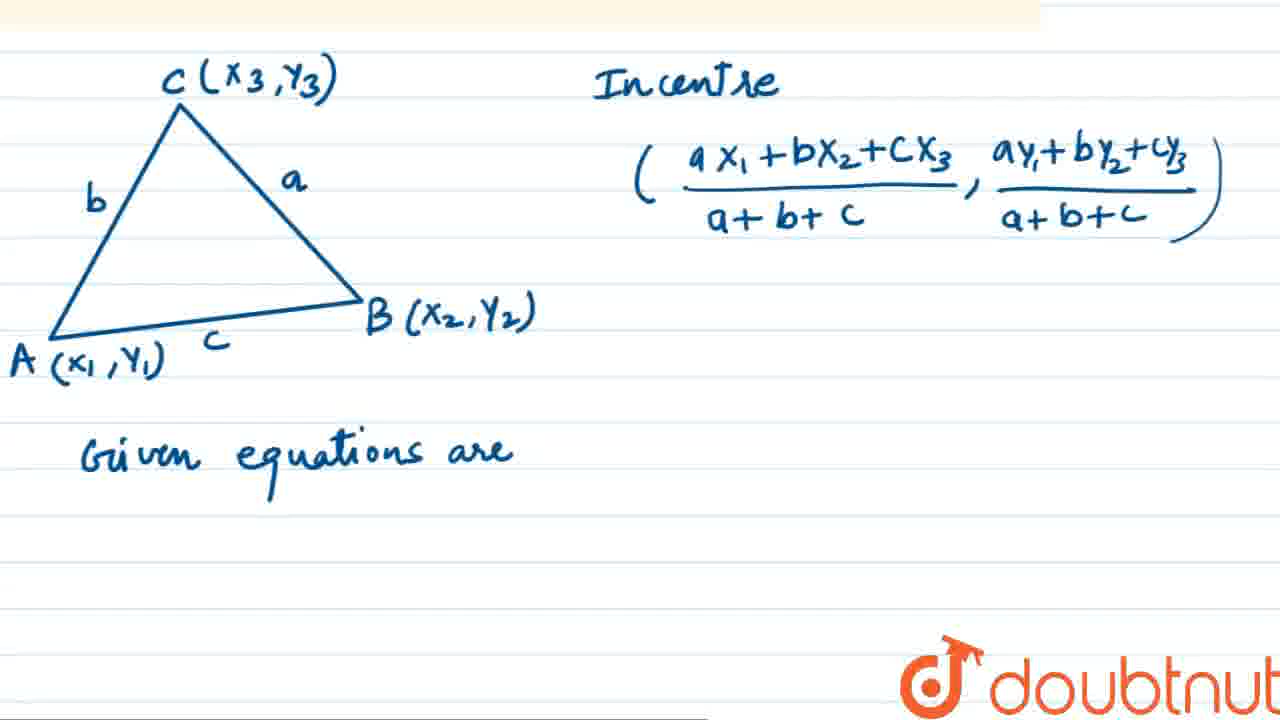 C (x3, y3)
b
a
A (x1, y1)
c
B (x2, y2)
Incentre
( ax1 + bx2 + cx3 / a + b + c , ay1 + by2 + cy3 / a + b + c )
Given equations are
doubtnut